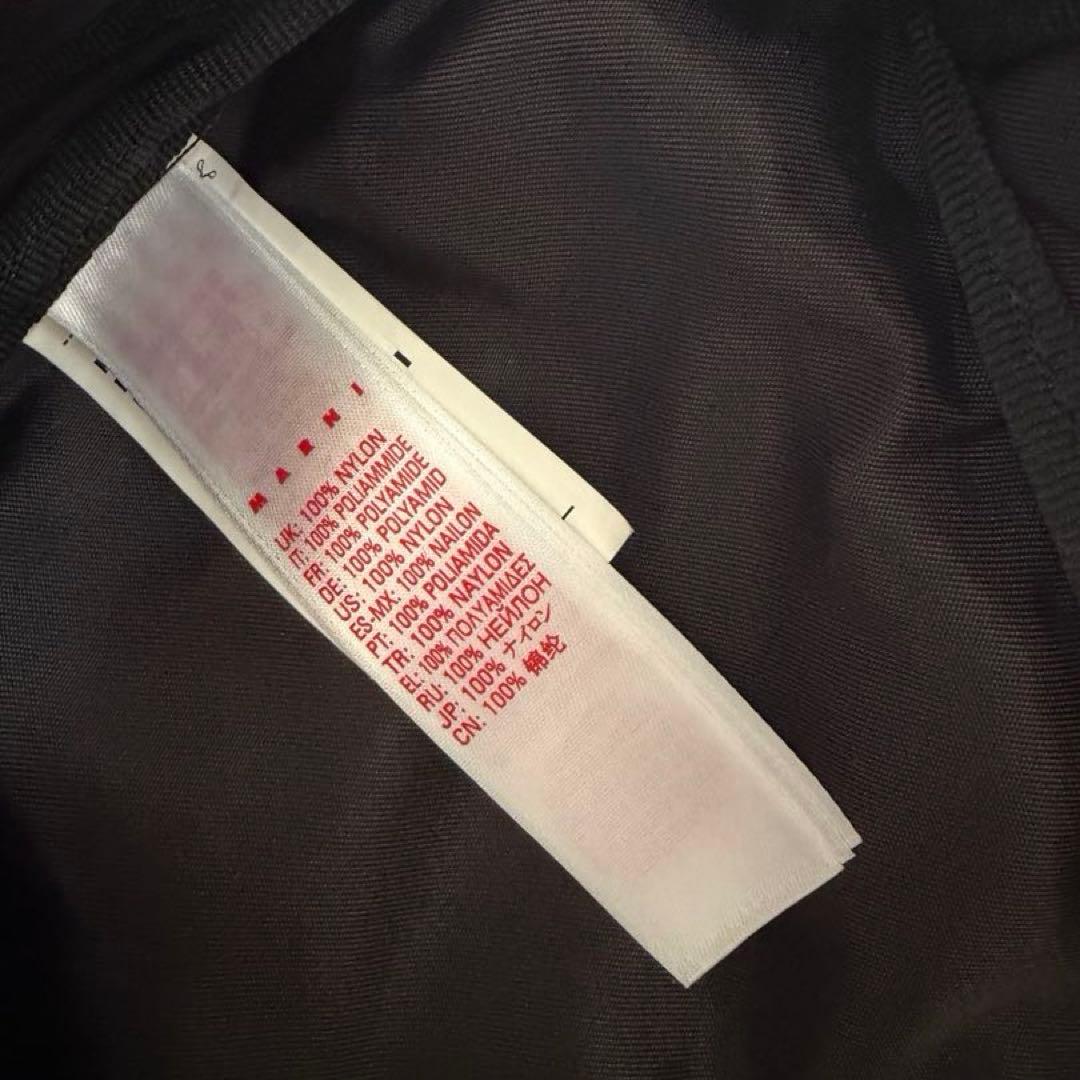 MARNI
UK: 100% NYLON
IT: 100% POLIAMMIDE
FR: 100% POLYAMIDE
DE: 100% POLYAMID
US: 100% NYLON
ES-MX: 100% NAILON
PT: 100% POLIAMIDA
TR: 100% NAYLON
EL: 100% ΠΟΛΥΑΜΙΔΕΣ
RU: 100% НЕЙЛОН
JP: 100% ナイロン
CN: 100% 锦纶